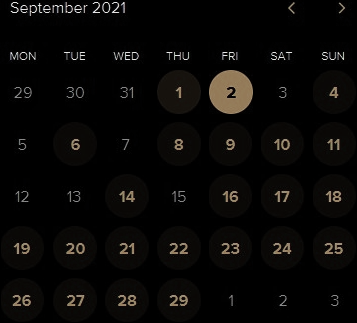 September 2021 < >
MON TUE WED THU FRI SAT SUN
29 30 31 1 2 3 4
5 6 7 8 9 10 11
12 13 14 15 16 17 18
19 20 21 22 23 24 25
26 27 28 29 1 2 3